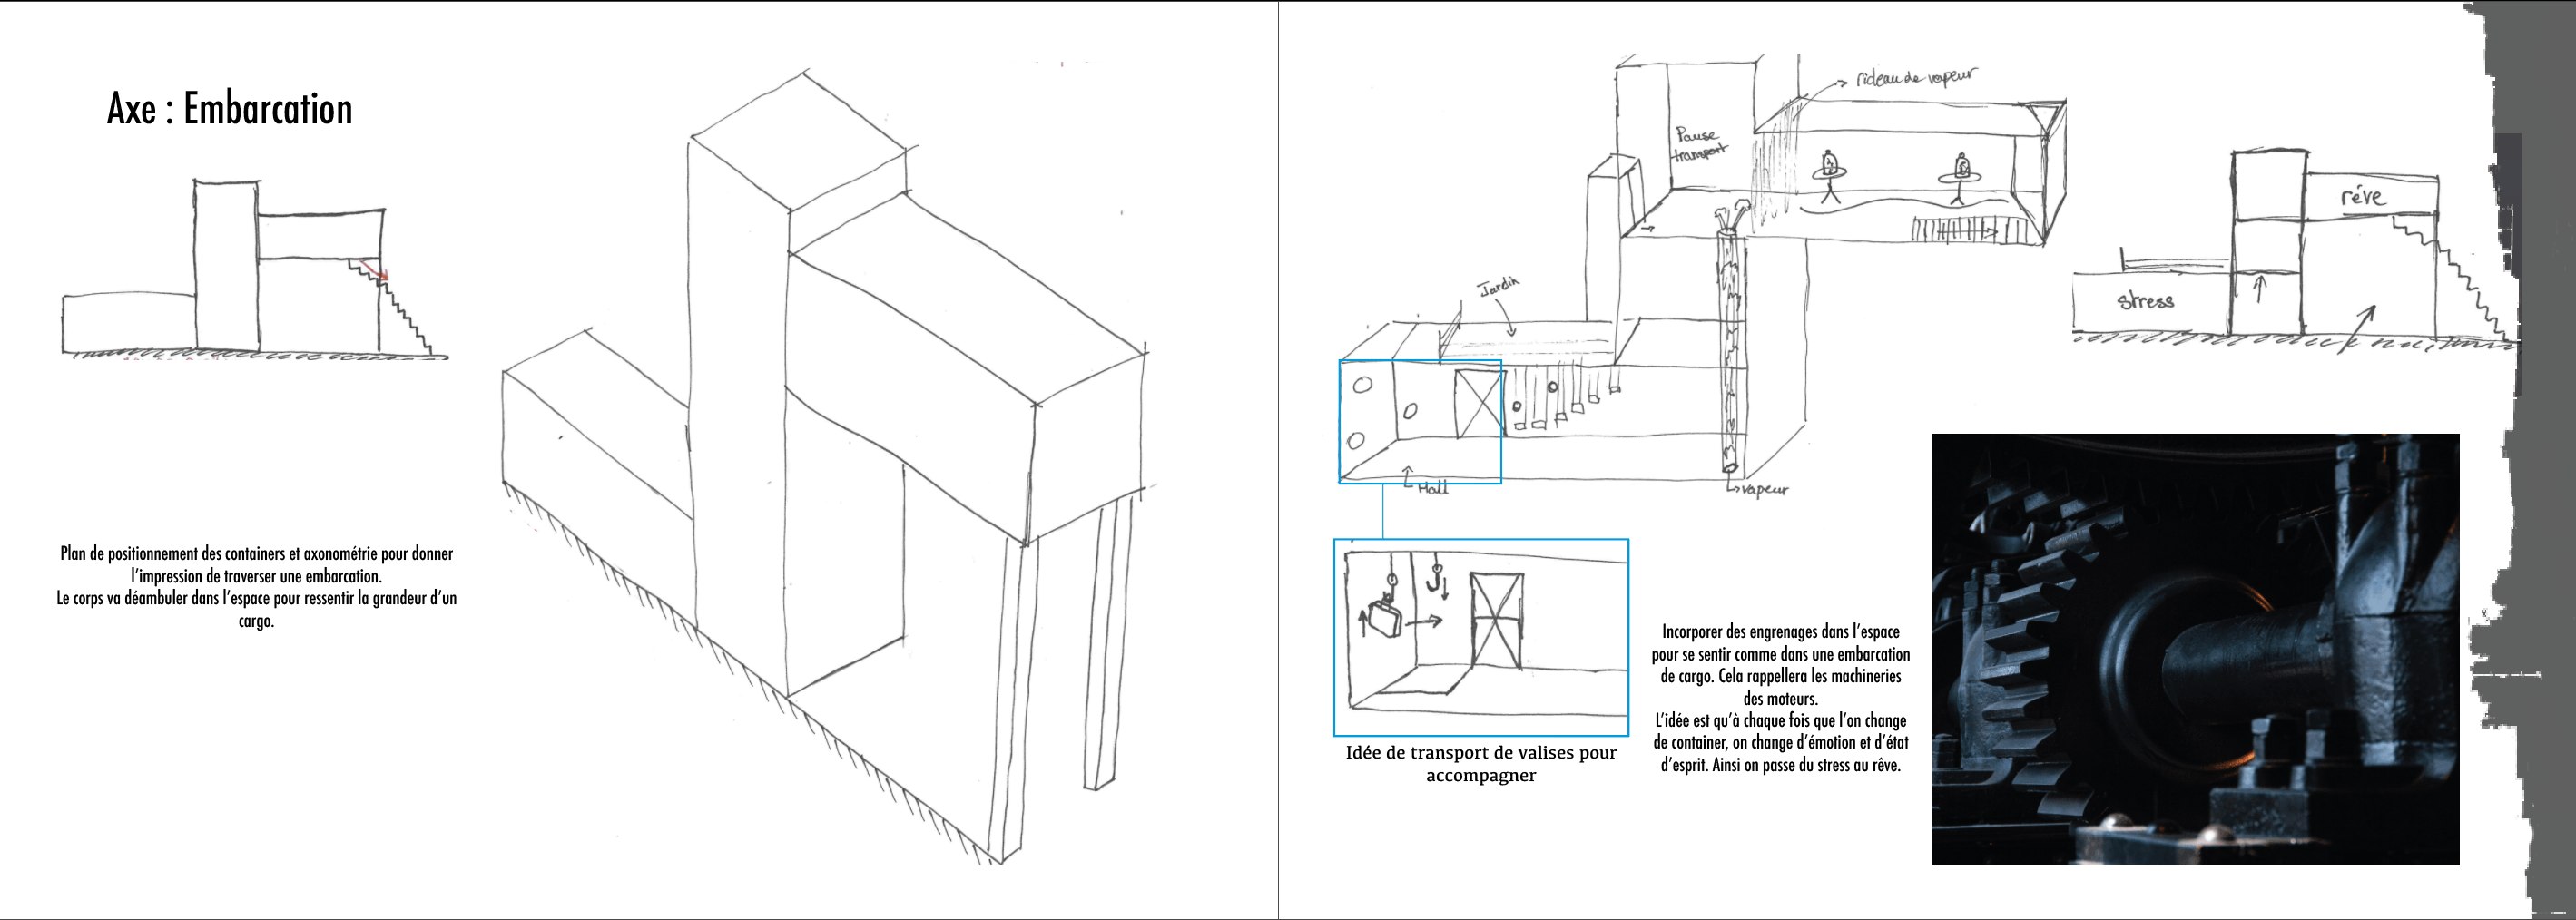 Axe : Embarcation
Plan de positionnement des containers et axonométrie pour donner
l'impression de traverser une embarcation.
Le corps va déambuler dans l'espace pour ressentir la grandeur d'un
cargo.
rideau de vapeur
Pause
transport
Jardin
Hall
vapeur
rêve
stress
Idée de transport de valises pour
accompagner
Incorporer des engrenages dans l'espace
pour se sentir comme dans une embarcation
de cargo. Cela rappellera les machineries
des moteurs.
L'idée est qu'à chaque fois que l'on change
de container, on change d'émotion et d'état
d'esprit. Ainsi on passe du stress au rêve.